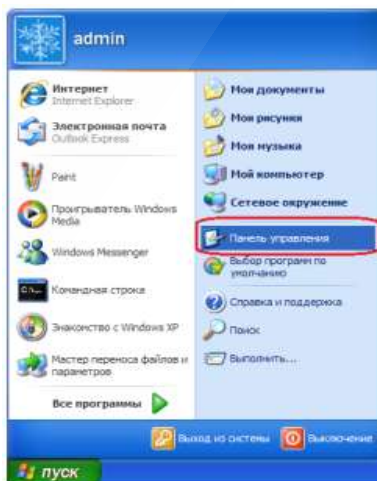 admin
Интернет
Internet Explorer
Электронная почта
Outlook Express
Paint
Проигрыватель Windows
Media
Windows Messenger
Командная строка
Знакомство с Windows XP
Мастер переноса файлов и
параметров
Все программы
Мои документы
Мои рисунки
Моя музыка
Мой компьютер
Сетевое окружение
Панель управления
Выбор программ по
умолчанию
Справка и поддержка
Поиск
Выполнить...
Выход из системы
Выключение
пуск